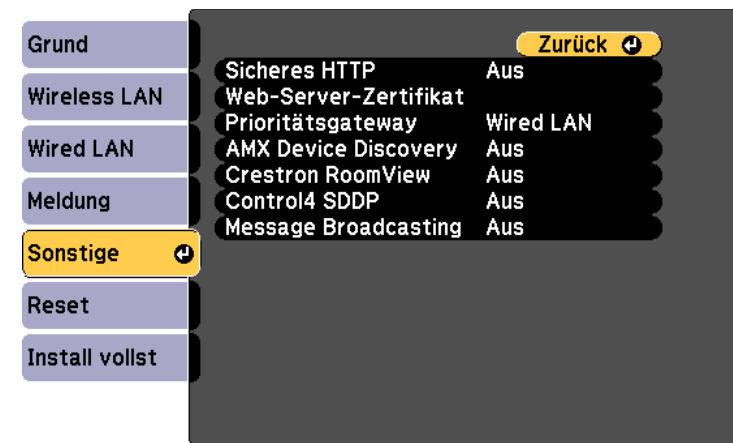 Grund
Wireless LAN
Wired LAN
Meldung
Sonstige
Reset
Install vollst
Zurück
Sicheres HTTP Aus
Web-Server-Zertifikat
Prioritätsgateway Wired LAN
AMX Device Discovery Aus
Crestron RoomView Aus
Control4 SDDP Aus
Message Broadcasting Aus